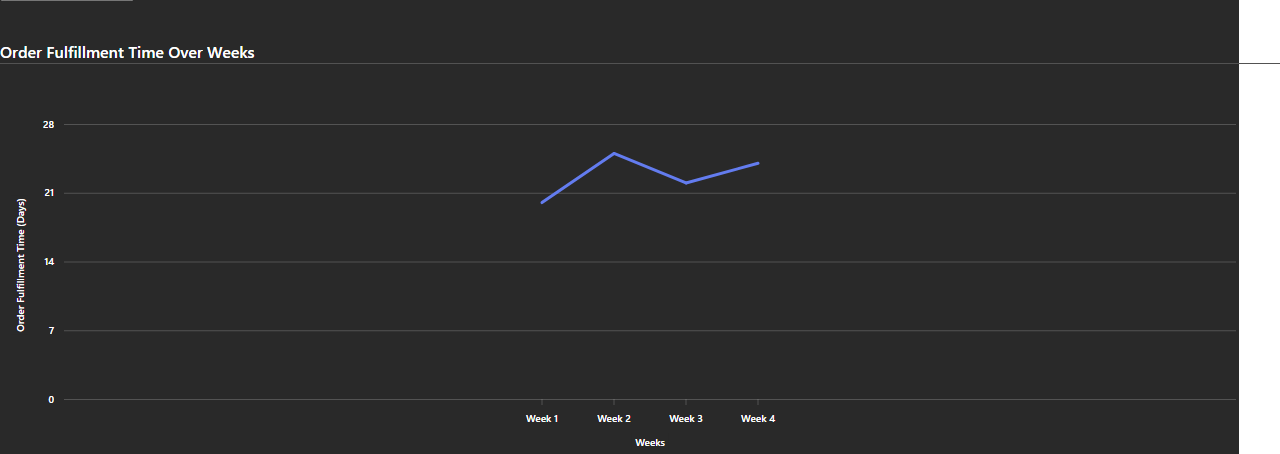 Order Fulfillment Time Over Weeks
Order Fulfillment Time (Days)
28
21
14
7
0
Week 1 Week 2 Week 3 Week 4
Weeks